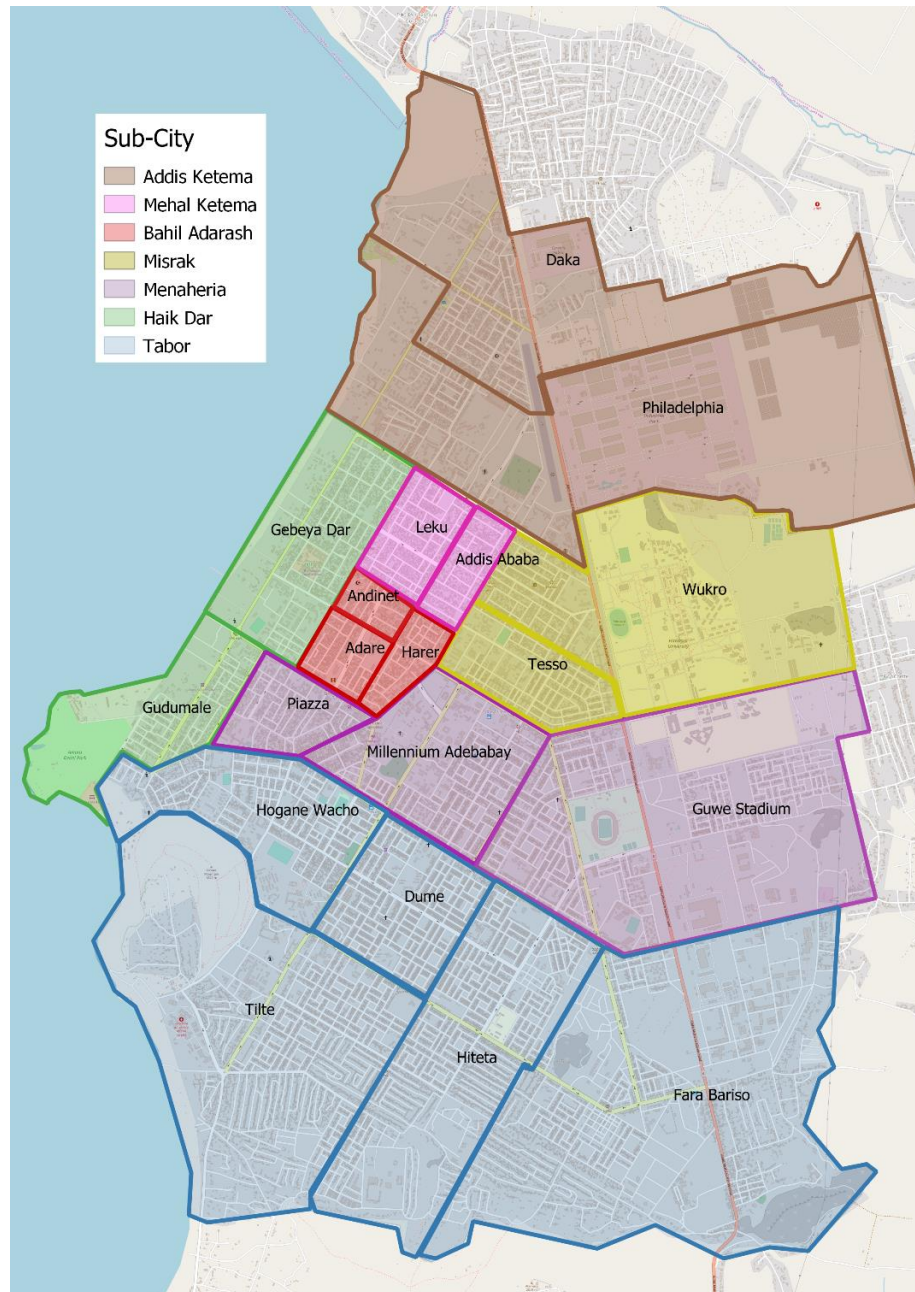 Sub-City
Addis Ketema
Mehal Ketema
Bahil Adarash
Misrak
Menaheria
Haik Dar
Tabor
Daka
Philadelphia
Gebeya Dar
Leku
Addis Ababa
Andinet
Wukro
Adare
Harer
Tesso
Gudumale
Piazza
Millennium Adebabay
Hogane Wacho
Guwe Stadium
Dume
Tilte
Hiteta
Fara Bariso